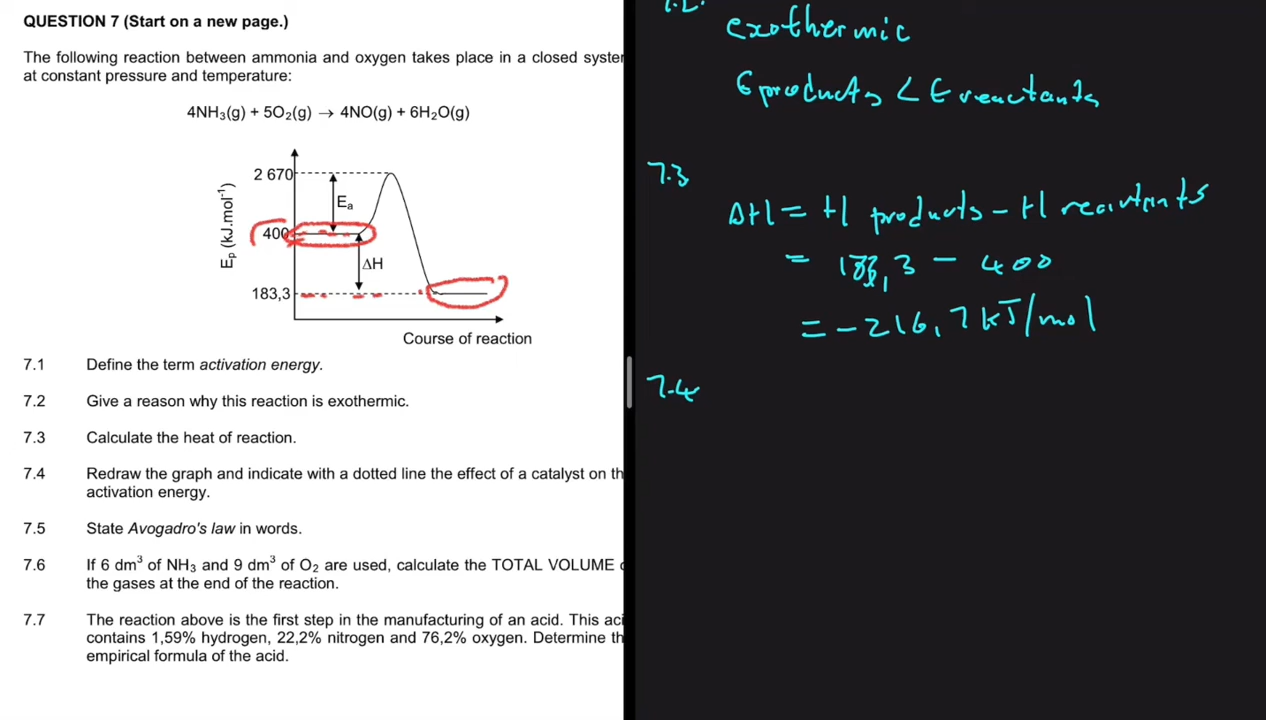 QUESTION 7 (Start on a new page.)
The following reaction between ammonia and oxygen takes place in a closed syste
at constant pressure and temperature:
4NH₃(g) + 5O₂(g) → 4NO(g) + 6H₂O(g)
2 670
Eₐ
400
ΔH
183,3
Eₚ (kJ.mol⁻¹)
Course of reaction
7.1 Define the term activation energy.
7.2 Give a reason why this reaction is exothermic.
7.3 Calculate the heat of reaction.
7.4 Redraw the graph and indicate with a dotted line the effect of a catalyst on th
activation energy.
7.5 State Avogadro's law in words.
7.6 If 6 dm³ of NH₃ and 9 dm³ of O₂ are used, calculate the TOTAL VOLUME
the gases at the end of the reaction.
7.7 The reaction above is the first step in the manufacturing of an acid. This aci
contains 1,59% hydrogen, 22,2% nitrogen and 76,2% oxygen. Determine th
empirical formula of the acid.
exothermic
E products < E reactants
7.3
ΔH = H products - H reactants
= 183,3 - 400
= -216,7 kJ/mol
7.4